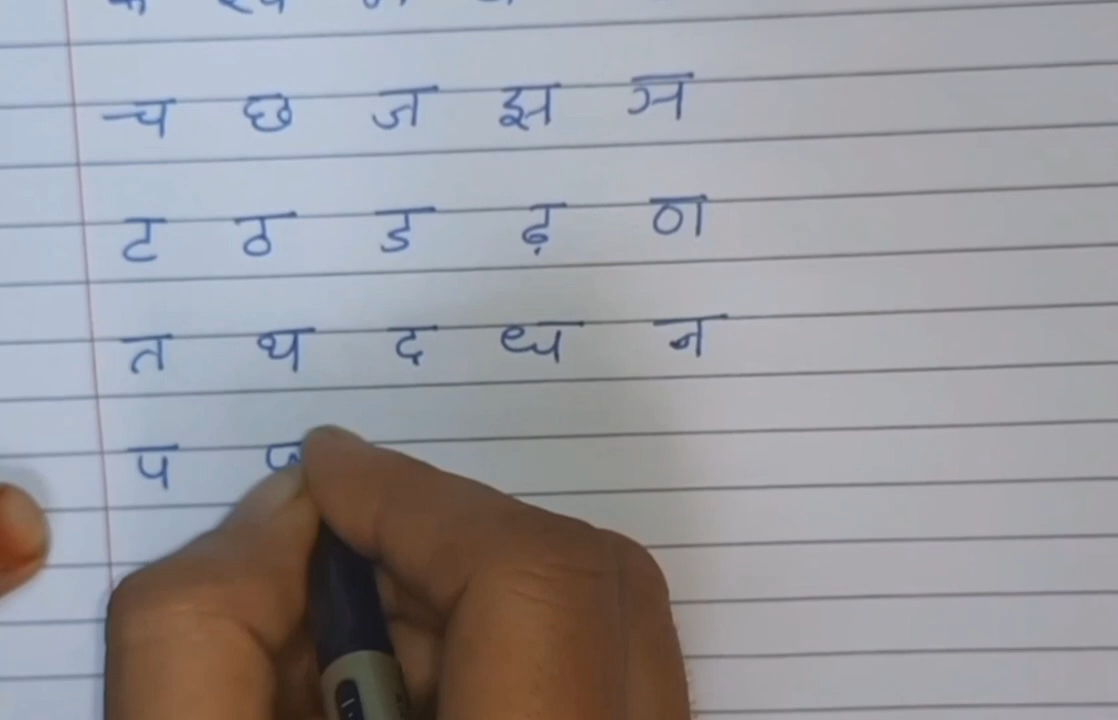 च छ ज झ ञ
ट ठ ड ढ़ ण
त थ द ध न
प